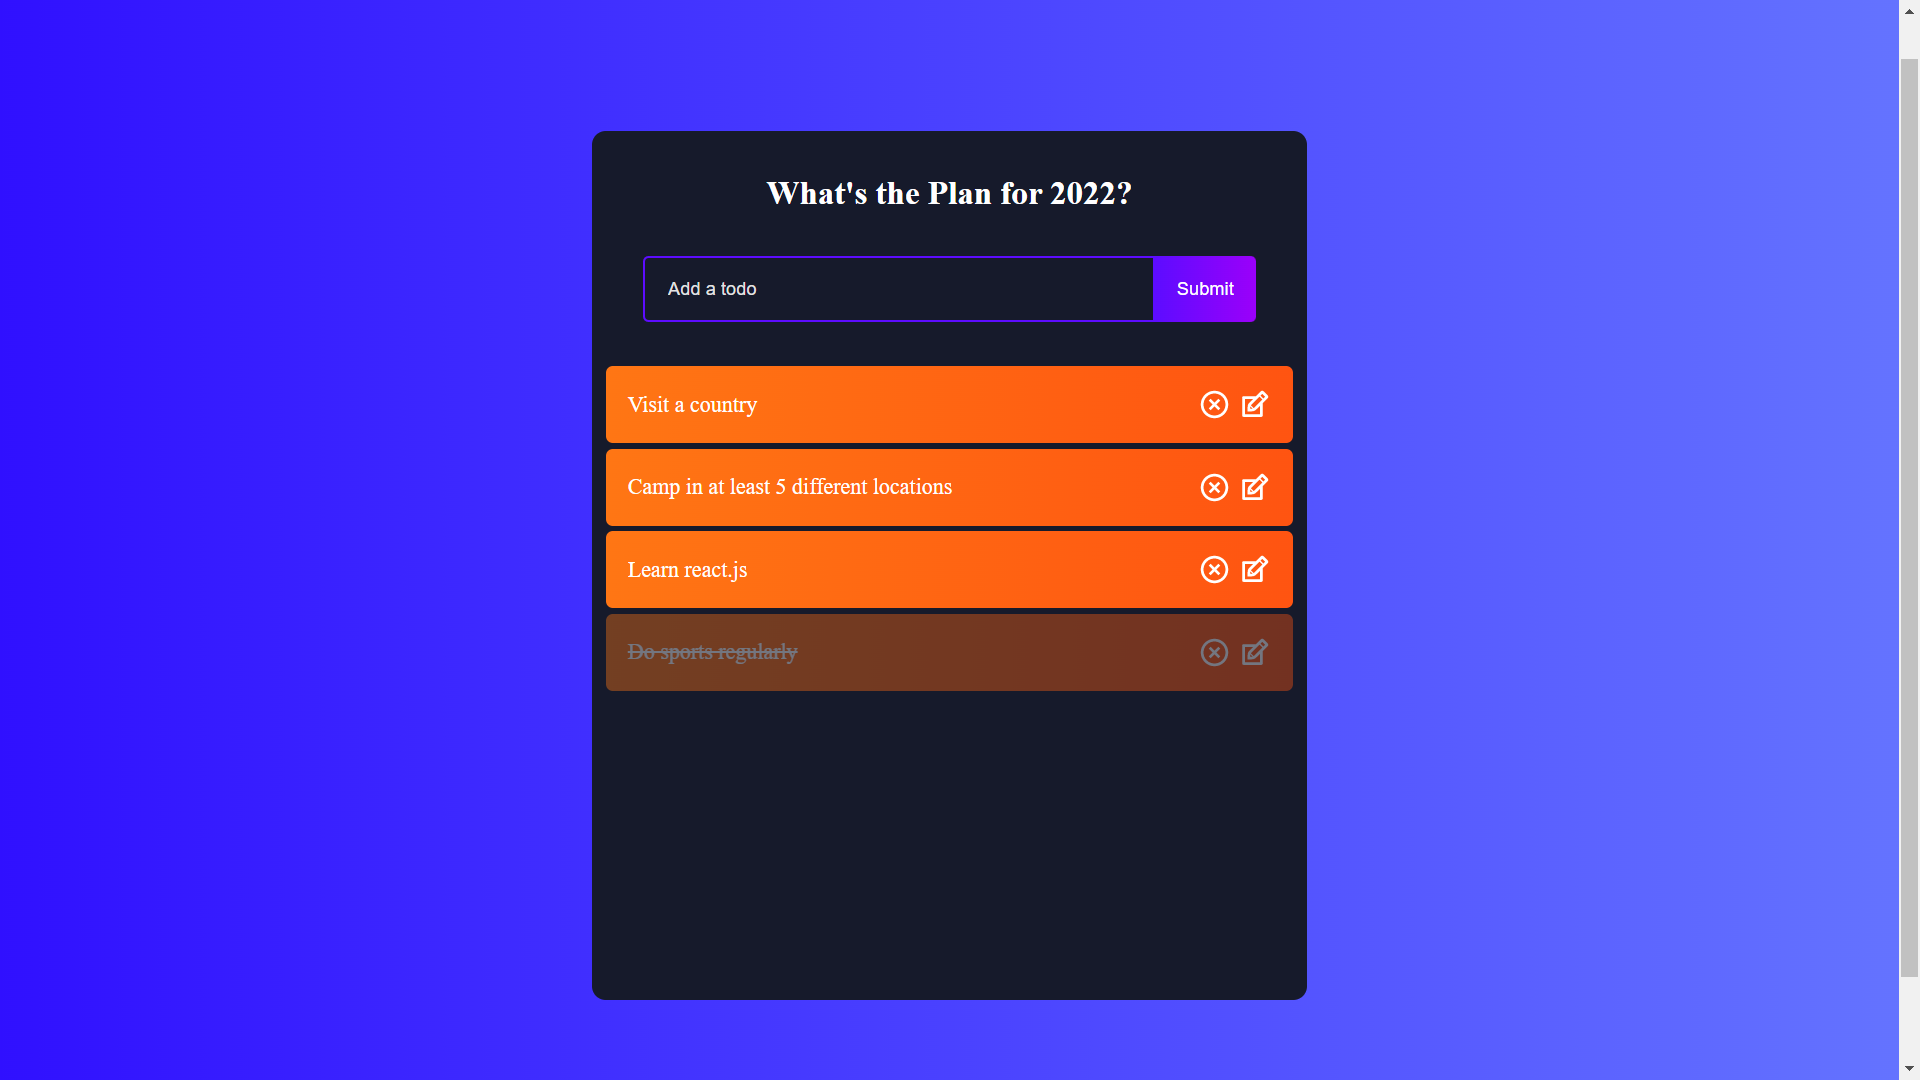 What's the Plan for 2022?
Add a todo
Submit
Visit a country
Camp in at least 5 different locations
Learn react.js
Do sports regularly